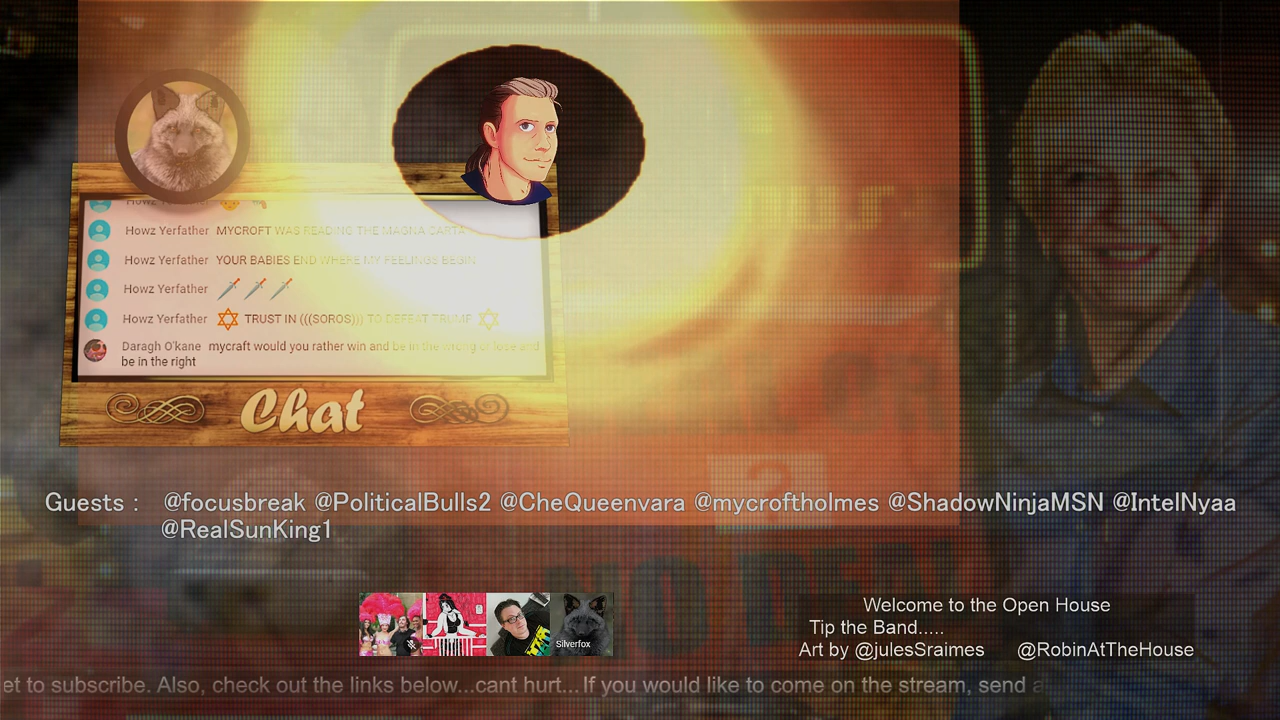 Howz Yerfather
Howz Yerfather MYCROFT WAS READING THE MAGNA CARTA
Howz Yerfather YOUR BABIES END WHERE MY FEELINGS BEGIN
Howz Yerfather
Howz Yerfather TRUST IN (((SOROS))) TO DEFEAT TRUMP
Daragh O'kane mycraft would you rather win and be in the wrong or lose and
be in the right
Chat
Guests : @focusbreak @PoliticalBulls2 @CheQueenvara @mycroftholmes @ShadowNinjaMSN @IntelNyaa
@RealSunKing1
NO DEN
Silverfox
Welcome to the Open House
Tip the Band.....
Art by @julesSraimes @RobinAtTheHouse
et to subscribe. Also, check out the links below...cant hurt... If you would like to come on the stream, send a